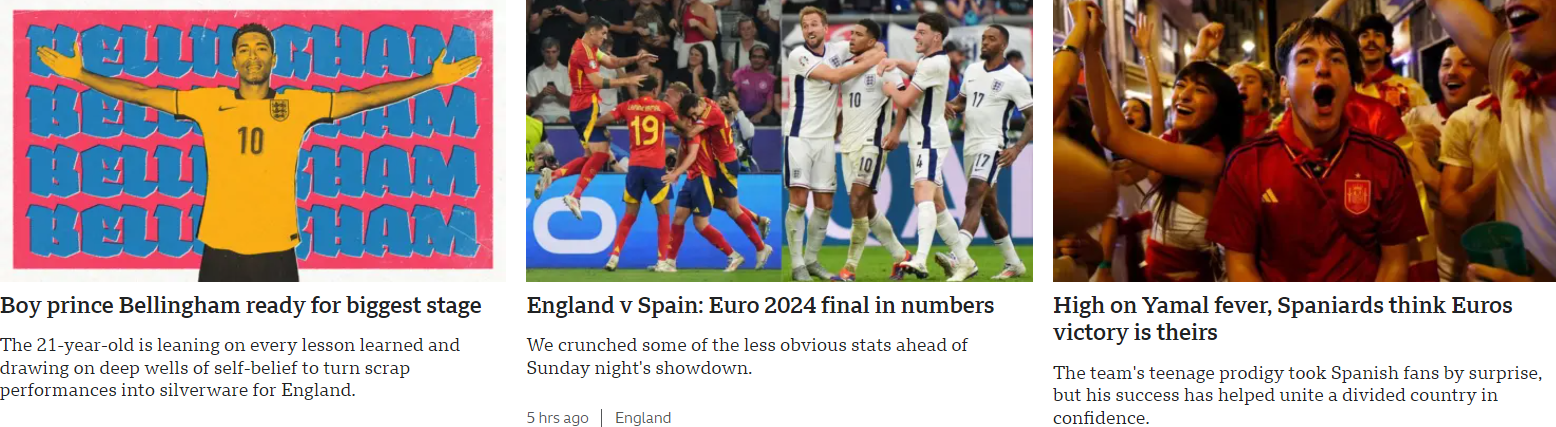 BELLINGHAM
BELLINGHAM
BELLINGHAM
BELLINGHAM
10
Boy prince Bellingham ready for biggest stage
The 21-year-old is leaning on every lesson learned and
drawing on deep wells of self-belief to turn scrap
performances into silverware for England.
19
10
10
4
17
17
England v Spain: Euro 2024 final in numbers
We crunched some of the less obvious stats ahead of
Sunday night's showdown.
5 hrs ago | England
High on Yamal fever, Spaniards think Euros
victory is theirs
The team's teenage prodigy took Spanish fans by surprise,
but his success has helped unite a divided country in
confidence.